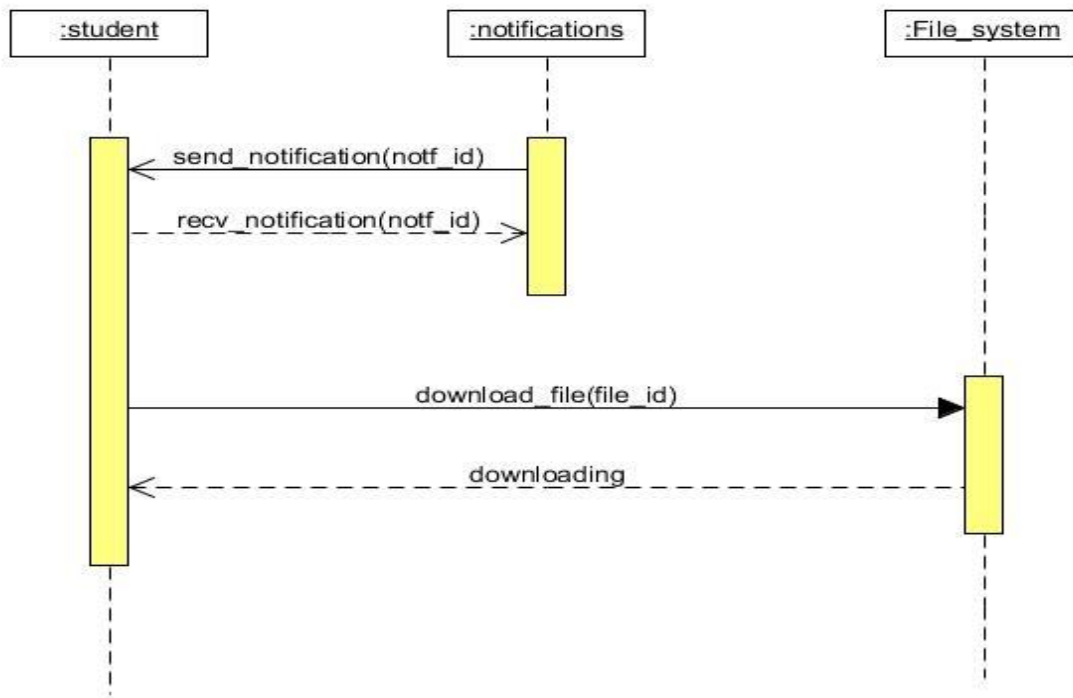 :student
:notifications
:File_system
send_notification(notf_id)
recv_notification(notf_id)
download_file(file_id)
downloading